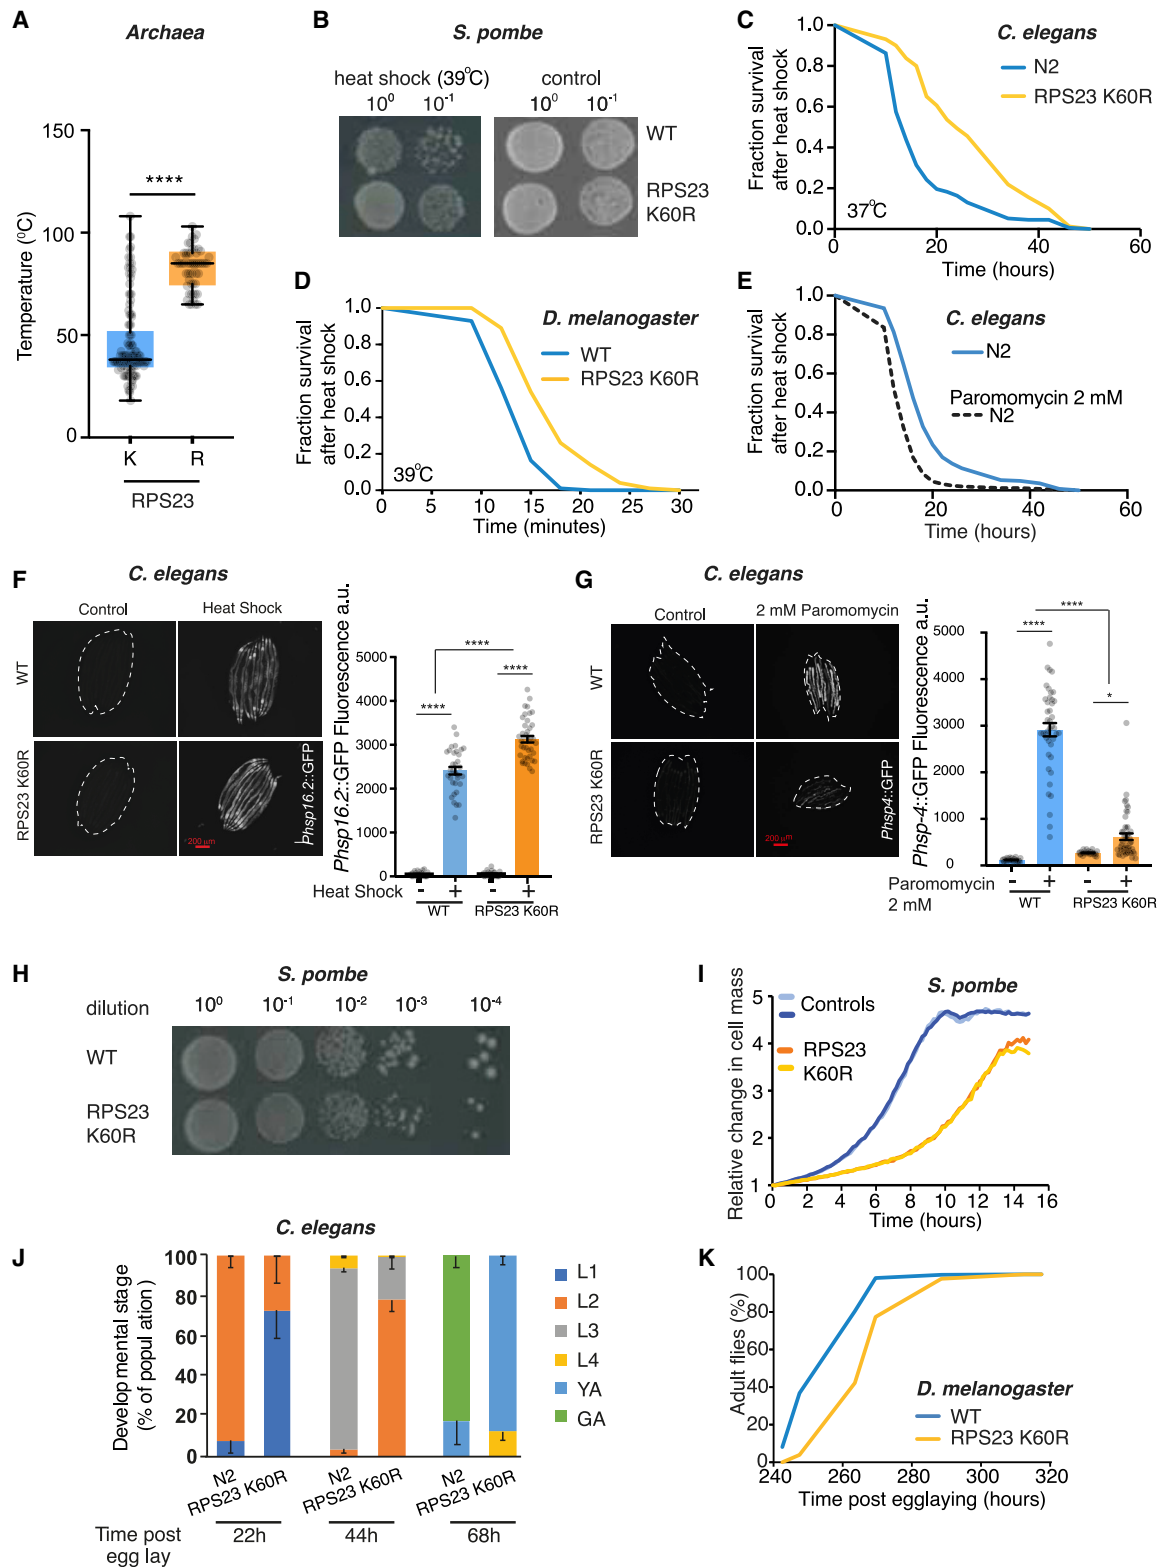 A
Archaea
150
100
50
0
Temperature (⁰C)
****
K
R
RPS23
B
S. pombe
heat shock (39⁰C)
control
10⁰
10⁻¹
10⁰
10⁻¹
WT
RPS23
K60R
C
C. elegans
N2
RPS23 K60R
Fraction survival
after heat shock
1.0
0.8
0.6
0.4
0.2
0.0
37⁰C
0
20
40
60
Time (hours)
D
D. melanogaster
WT
RPS23 K60R
Fraction survival
after heat shock
1.0
0.8
0.6
0.4
0.2
0.0
39⁰C
0
5
10
15
20
25
30
Time (minutes)
E
C. elegans
N2
Paromomycin 2 mM
N2
Fraction survival
after heat shock
1.0
0.8
0.6
0.4
0.2
0.0
0
20
40
60
Time (hours)
F
C. elegans
Control
Heat Shock
WT
RPS23 K60R
200 µm
Phsp16.2::GFP
Phsp16.2::GFP Fluorescence a.u.
5000
4000
3000
2000
1000
0
****
****
****
Heat Shock
-
+
-
+
WT
RPS23 K60R
G
C. elegans
Control
2 mM Paromomycin
WT
RPS23 K60R
200 µm
Phsp4::GFP
Phsp-4::GFP Fluorescence a.u.
5000
4000
3000
2000
1000
0
****
****
*
Paromomycin
2 mM
-
+
-
+
WT
RPS23 K60R
H
S. pombe
dilution
10⁰
10⁻¹
10⁻²
10⁻³
10⁻⁴
WT
RPS23
K60R
I
S. pombe
Controls
RPS23
K60R
Relative change in cell mass
5
4
3
2
1
0
2
4
6
8
10
12
14
16
Time (hours)
J
C. elegans
Developmental stage
(% of population)
100
80
60
40
20
0
L1
L2
L3
L4
YA
GA
N2
RPS23 K60R
N2
RPS23 K60R
N2
RPS23 K60R
Time post
egg lay
22h
44h
68h
K
Adult flies (%)
100
80
60
40
20
0
D. melanogaster
WT
RPS23 K60R
240
260
280
300
320
Time post egglaying (hours)